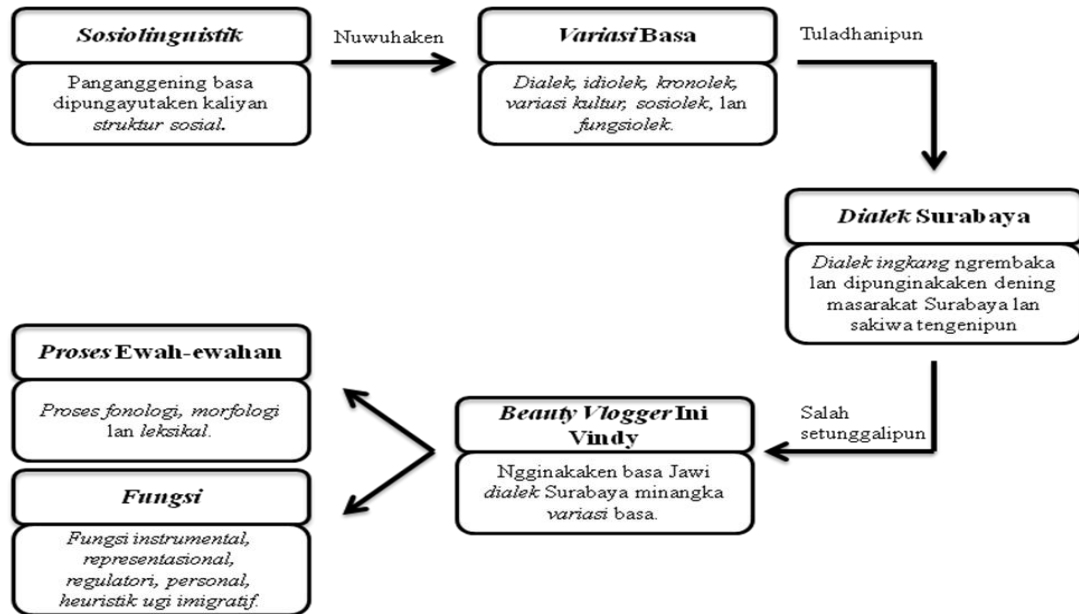 Sosiolinguistik
Panganggening basa
dipungayutaken kaliyan
struktur sosial.
Nuwuhaken
Variasi Basa
Dialek, idiolek, kronolek,
variasi kultur, sosiolek, lan
fungsiolek.
Tuladhanipun
Dialek Surabaya
Dialek ingkang ngrembaka
lan dipunginakaken dening
masarakat Surabaya lan
sakiwa tengenipun
Salah
setunggalipun
Beauty Vlogger Ini
Vindy
Ngginakaken basa Jawi
dialek Surabaya minangka
variasi basa.
Proses Ewah-ewahan
Proses fonologi, morfologi
lan leksikal.
Fungsi
Fungsi instrumental,
representasional,
regulatori, personal,
heuristik ugi imigratif.